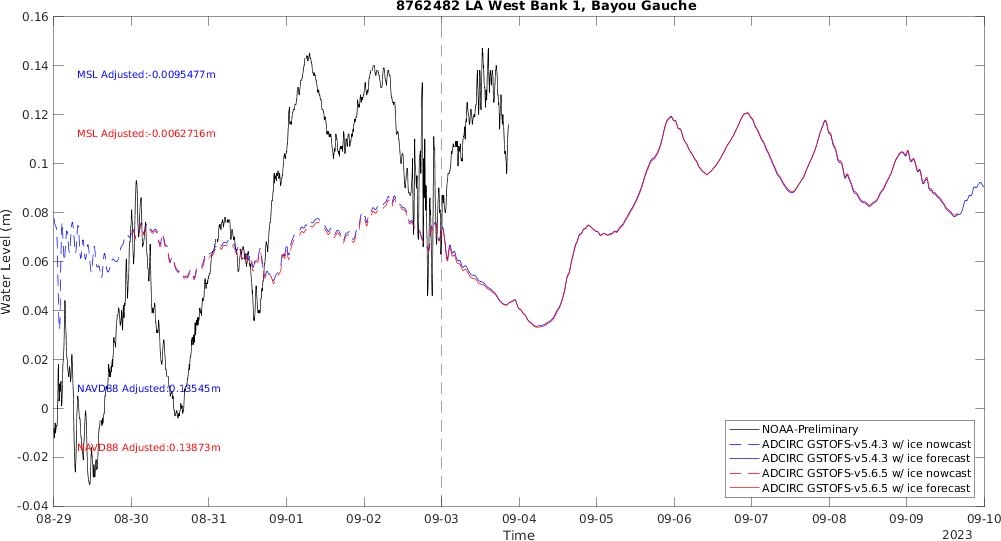 8762482 LA West Bank 1, Bayou Gauche
0.16
0.14
0.12
0.1
0.08
0.06
0.04
0.02
0
-0.02
-0.04
Water Level (m)
MSL Adjusted:-0.0095477m
MSL Adjusted:-0.0062716m
NAVD88 Adjusted:0.13545m
NAVD88 Adjusted:0.13873m
NOAA-Preliminary
ADCIRC GSTOFS-v5.4.3 w/ ice nowcast
ADCIRC GSTOFS-v5.4.3 w/ ice forecast
ADCIRC GSTOFS-v5.6.5 w/ ice nowcast
ADCIRC GSTOFS-v5.6.5 w/ ice forecast
08-29 08-30 08-31 09-01 09-02 09-03 09-04 09-05 09-06 09-07 09-08 09-09 09-10
Time
2023